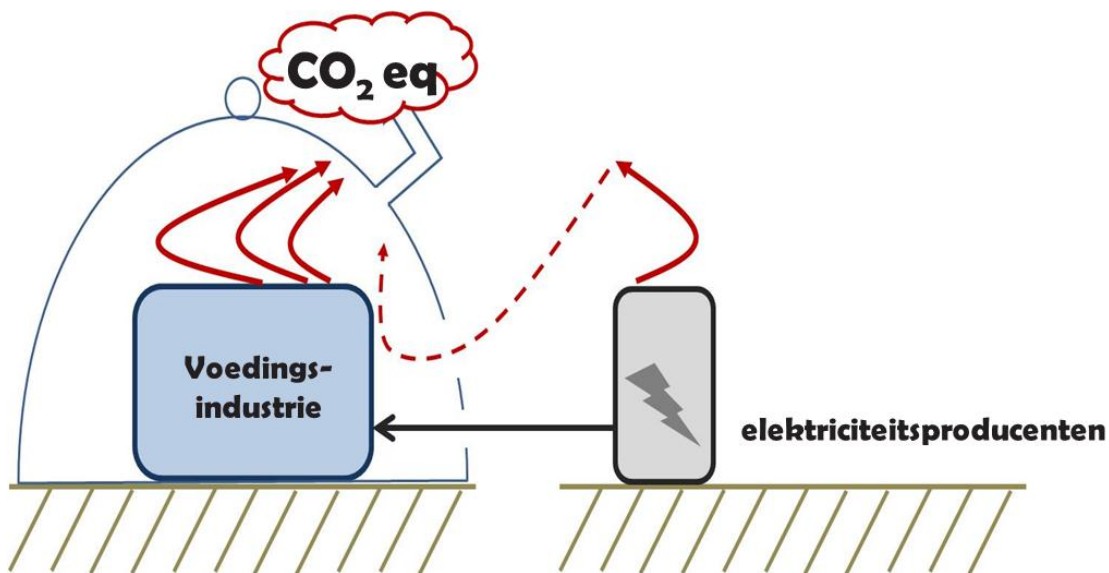 CO₂ eq
Voedings-
industrie
elektriciteitsproducenten